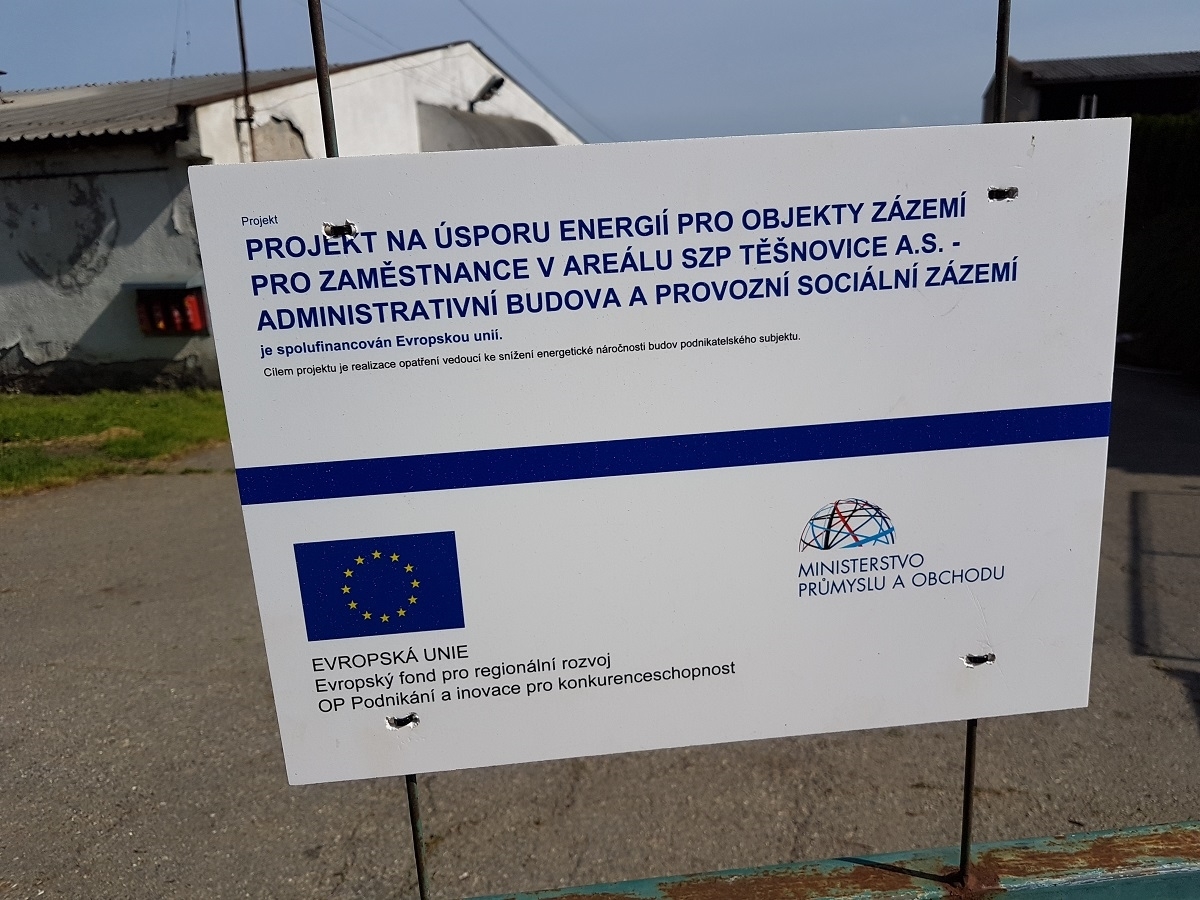 Projekt
PROJEKT NA ÚSPORU ENERGIÍ PRO OBJEKTY ZÁZEMÍ
PRO ZAMĚSTNANCE V AREÁLU SZP TĚŠNOVICE A.S. -
ADMINISTRATIVNÍ BUDOVA A PROVOZNÍ SOCIÁLNÍ ZÁZEMÍ
je spolufinancován Evropskou unií.
Cílem projektu je realizace opatření vedoucí ke snížení energetické náročnosti budov podnikatelského subjektu.
MINISTERSTVO
PRŮMYSLU A OBCHODU
EVROPSKÁ UNIE
Evropský fond pro regionální rozvoj
OP Podnikání a inovace pro konkurenceschopnost